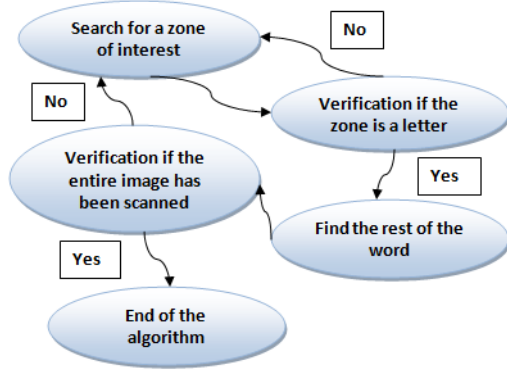 Search for a zone
of interest
No
Verification if the
zone is a letter
No
Verification if the
entire image has
been scanned
Yes
Find the rest of the
word
Yes
End of the
algorithm